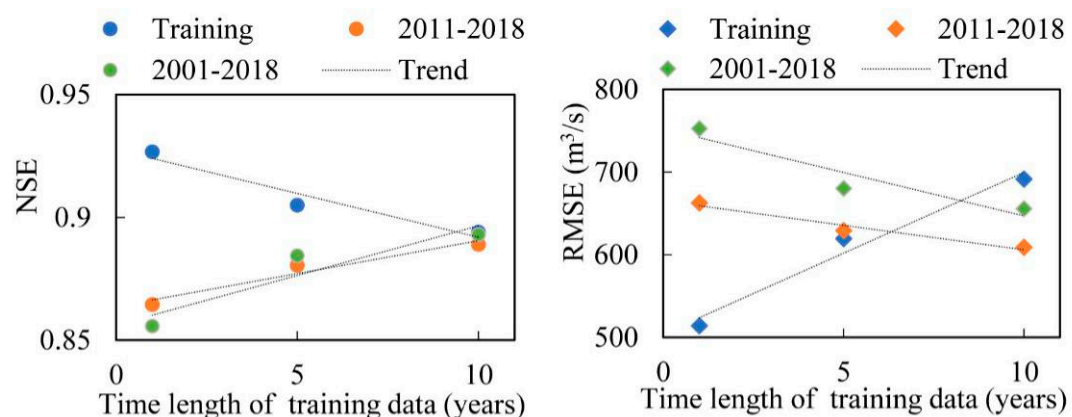 Training
2011-2018
2001-2018
Trend
0.95
0.9
0.85
NSE
0
5
10
Time length of training data (years)
Training
2011-2018
2001-2018
Trend
800
700
600
500
RMSE (m³/s)
0
5
10
Time length of training data (years)